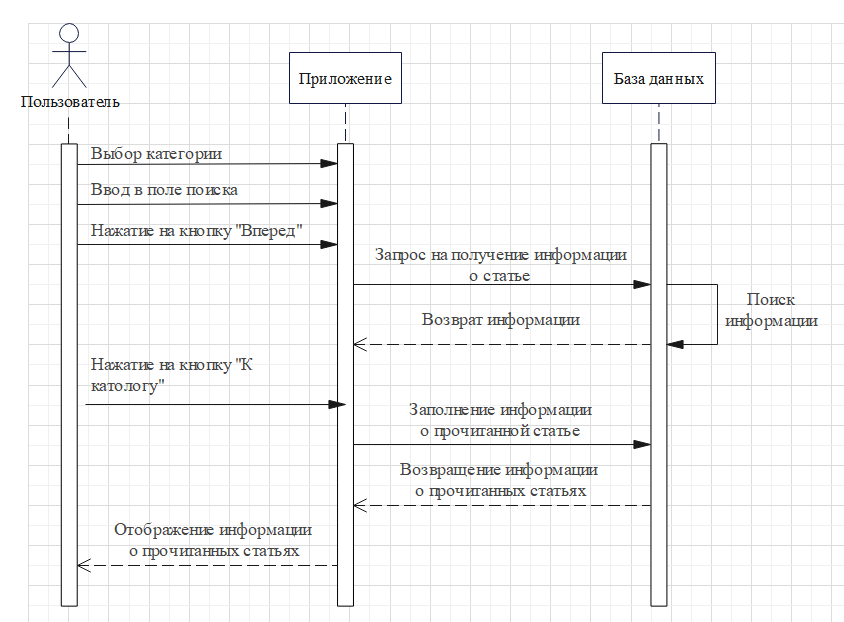 Пользователь
Приложение
База данных
Выбор категории
Ввод в поле поиска
Нажатие на кнопку "Вперед"
Запрос на получение информации
о статье
Поиск
информации
Возврат информации
Нажатие на кнопку "К
катологу"
Заполнение информации
о прочитанной статье
Возвращение информации
о прочитанных статьях
Отображение информации
о прочитанных статьях